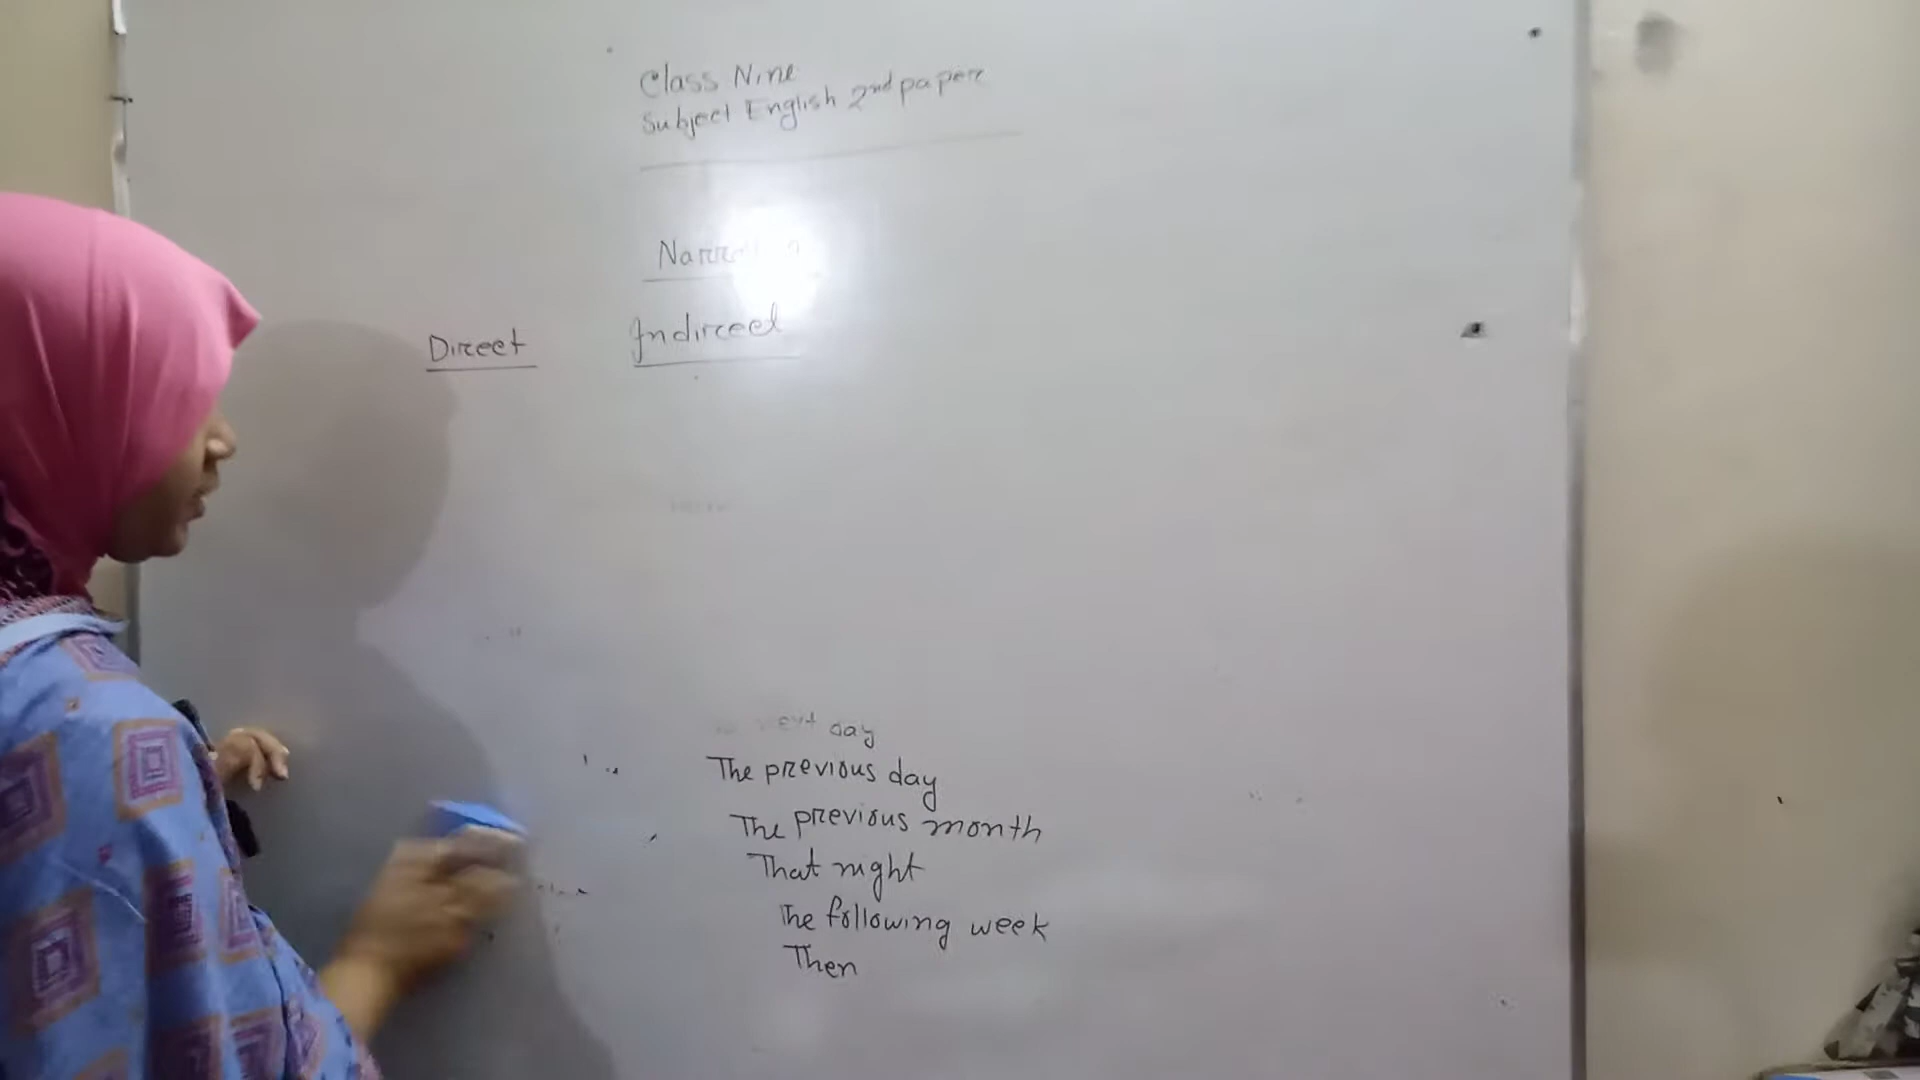 Class Nine
Subject English 2nd papere
Direct Indirect
day
The previous day
The previous month
That night
The following week
Then